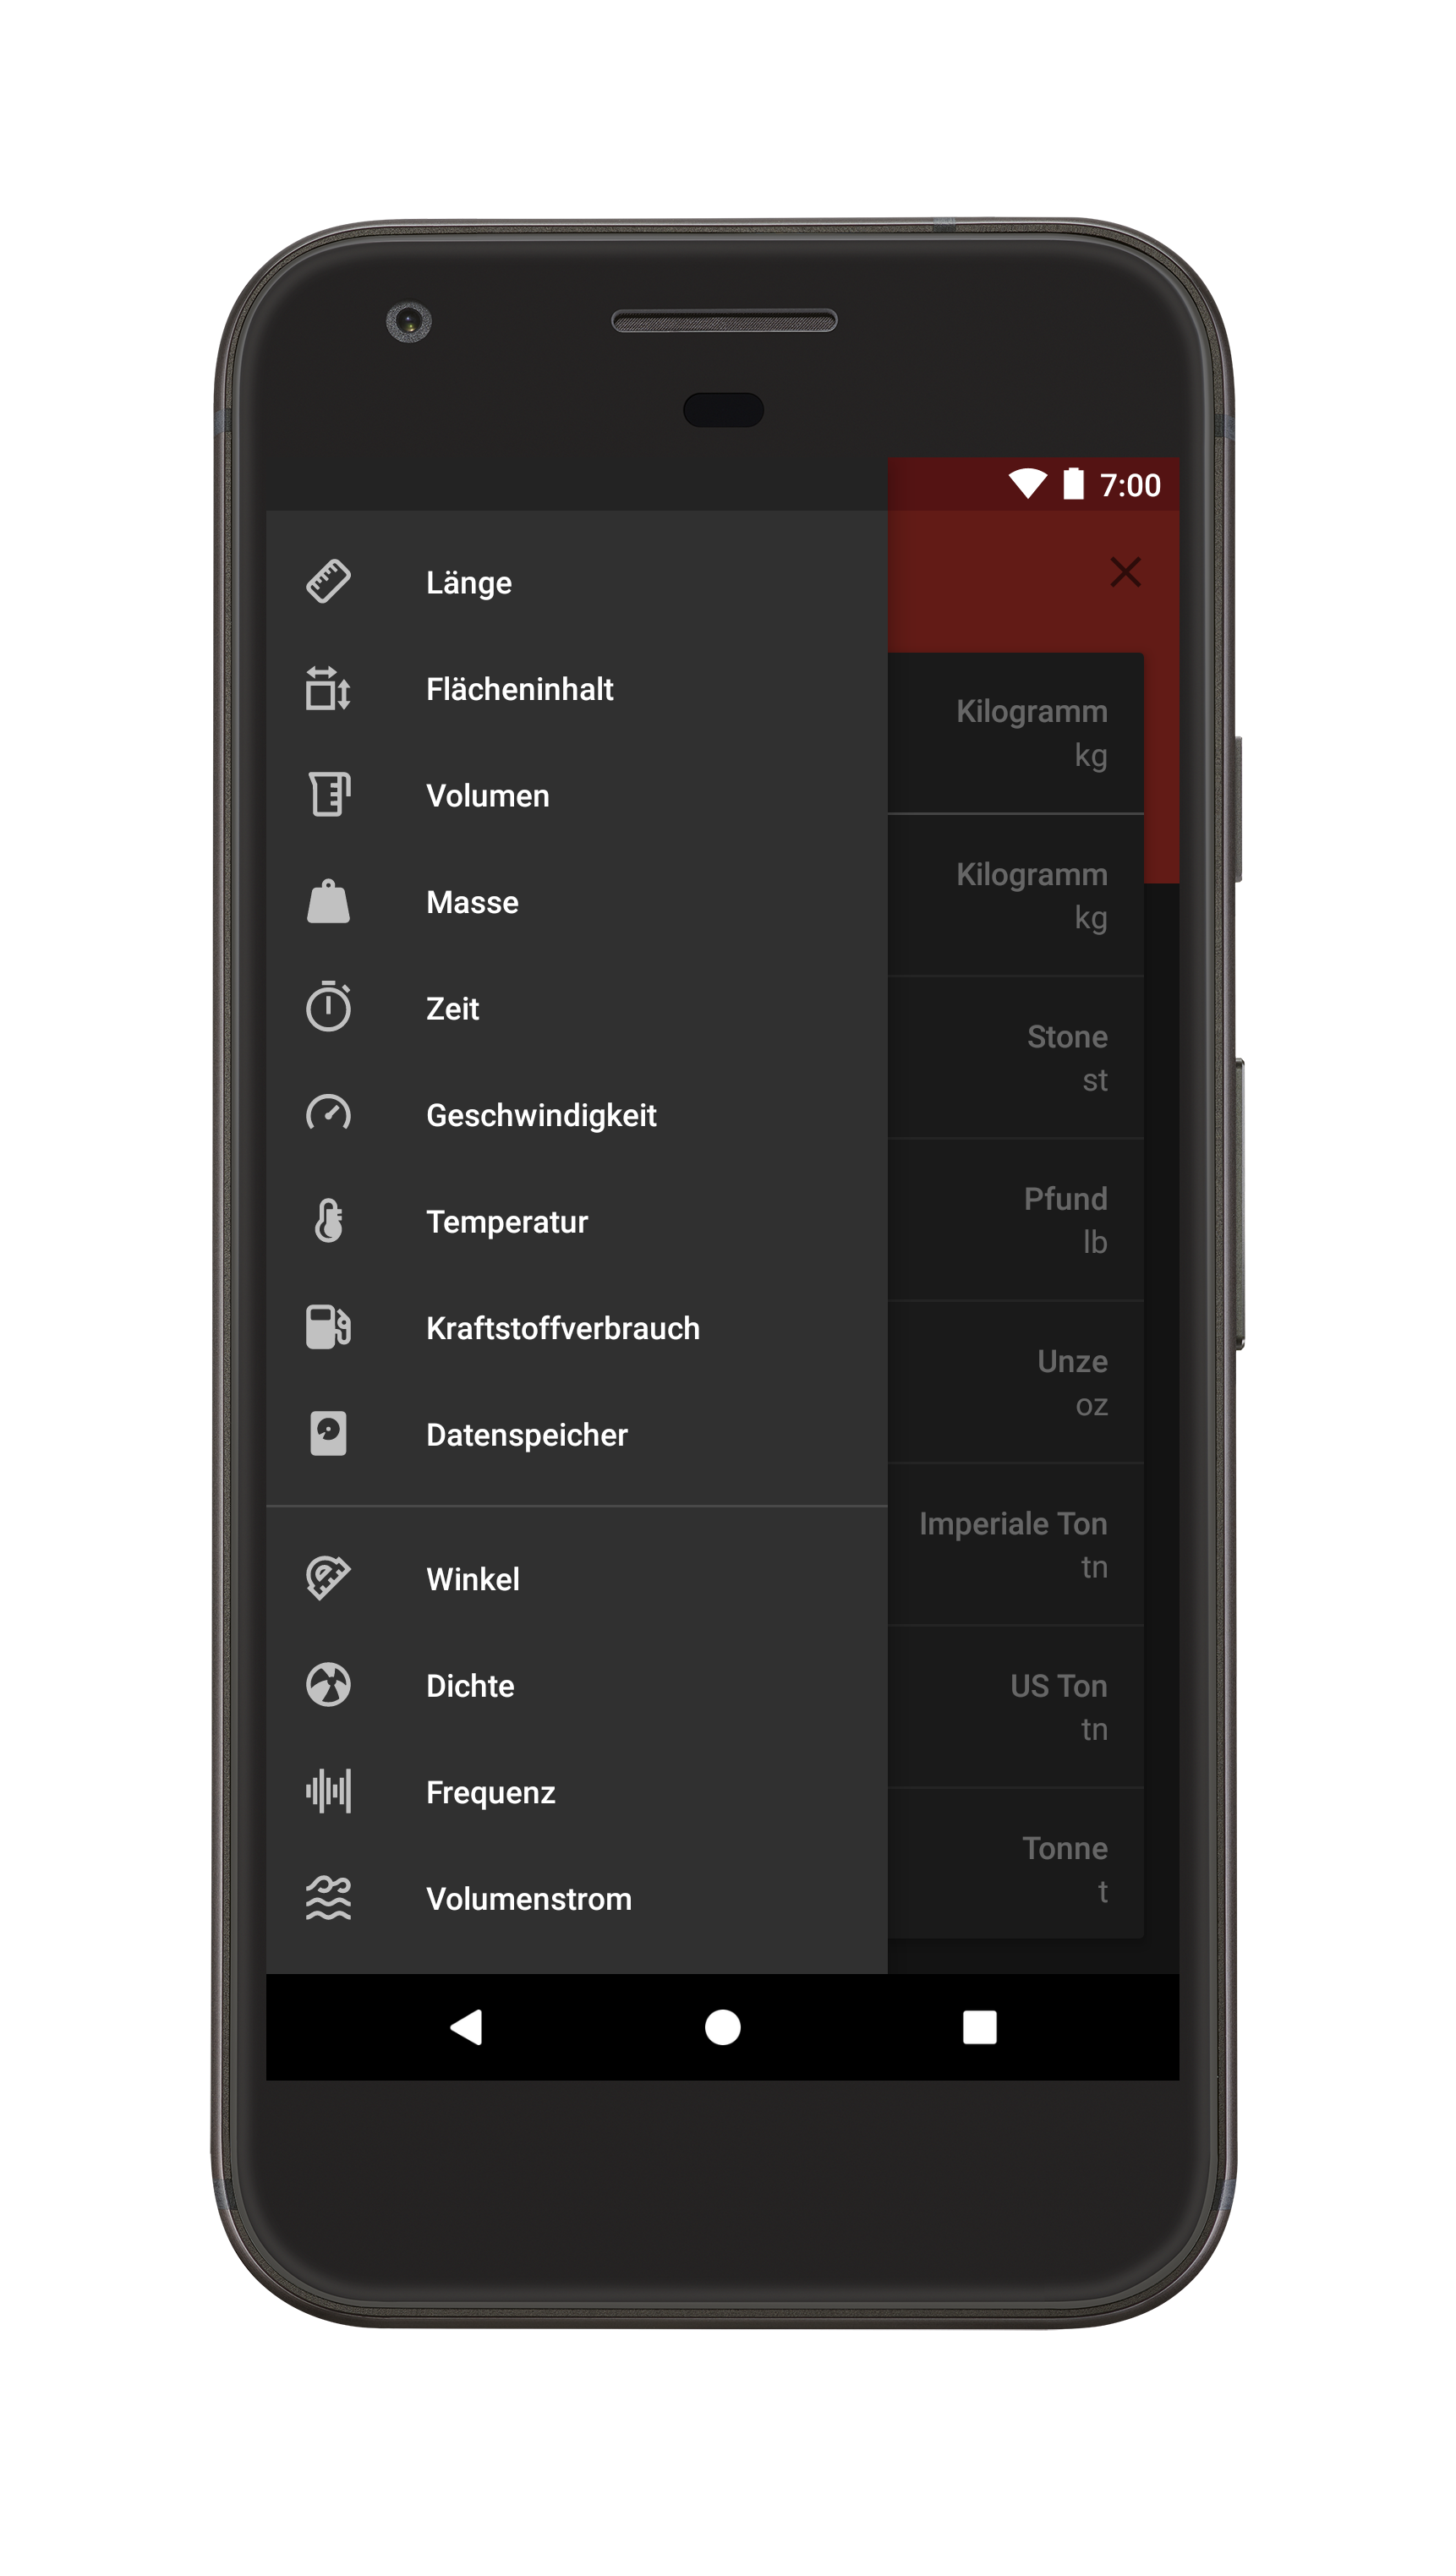 7:00
Länge
Flächeninhalt
Volumen
Masse
Zeit
Geschwindigkeit
Temperatur
Kraftstoffverbrauch
Datenspeicher
Winkel
Dichte
Frequenz
Volumenstrom
Kilogramm
kg
Kilogramm
kg
Stone
st
Pfund
lb
Unze
oz
Imperiale Ton
tn
US Ton
tn
Tonne
t